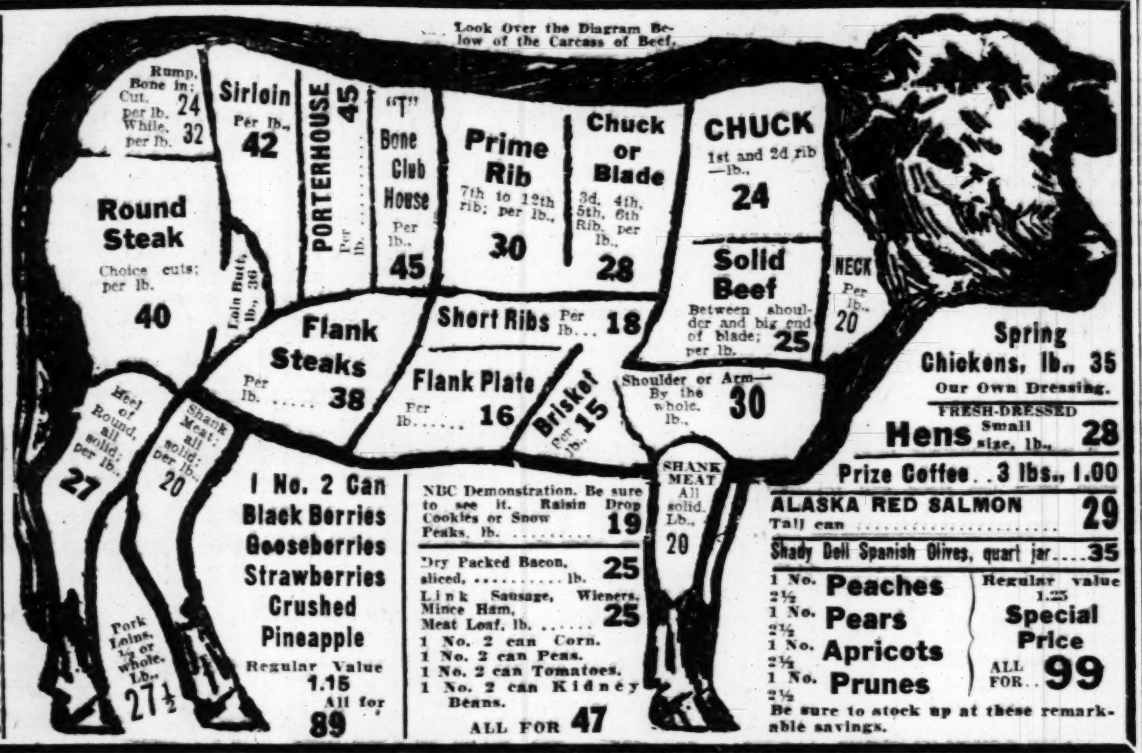 Look Over the Diagram Be-
low of the Carcass of Beef.
Rump,
Bone in;
Cut,
per lb. 24
While,
per lb. 32
Sirloin
Per lb.,
42
PORTERHOUSE
Per
lb. ........ 45
"T"
Bone
Club
House
Per
lb.,
45
Prime
Rib
7th to 12th
rib; per lb.,
30
Chuck
or
Blade
3d, 4th,
5th, 6th
Rib, per
lb.,
28
CHUCK
1st and 2d rib
—lb.,
24
Round
Steak
Choice cuts;
per lb.
40
Loin Butt,
lb., 36
Solid
Beef
Between shoul-
der and big end
of blade;
per lb. 25
NECK
Per
lb.,
20
Flank
Steaks
Per
lb. ..... 38
Short Ribs Per
lb... 18
Flank Plate
Per
lb...... 16
Brisket
Per
lb., 15
Shoulder or Arm—
By the
whole.
lb., 30
Heel
of
Round,
all
solid;
per lb.,
27
Shank
Meat;
all
solid;
per lb.
20
SHANK
MEAT
All
solid.
Lb.,
20
Pork
Loins,
½ or
whole.
Lb.,
27½
1 No. 2 Can
Black Berries
Gooseberries
Strawberries
Crushed
Pineapple
Regular Value
1.15
All for
89
NBC Demonstration. Be sure
to see it. Raisin Drop
Cookies or Snow
Peaks, lb. .......... 19
Dry Packed Bacon,
sliced, .......... lb. 25
Link Sausage, Wieners,
Mince Ham,
Meat Loaf, lb. ...... 25
1 No. 2 can Corn.
1 No. 2 can Peas.
1 No. 2 can Tomatoes.
1 No. 2 can Kidney
Beans.
ALL FOR 47
Spring
Chickens, lb., 35
Our Own Dressing.
FRESH-DRESSED
Hens Small
size, lb., 28
Prize Coffee.. 3 lbs., 1.00
ALASKA RED SALMON
Tall can ........................ 29
Shady Dell Spanish Olives, quart jar....35
1 No.
2½ Peaches
1 No.
2½ Pears
1 No.
2½ Apricots
1 No.
2½ Prunes
Regular value
1.25
Special
Price
ALL
FOR.. 99
Be sure to stock up at these remark-
able savings.